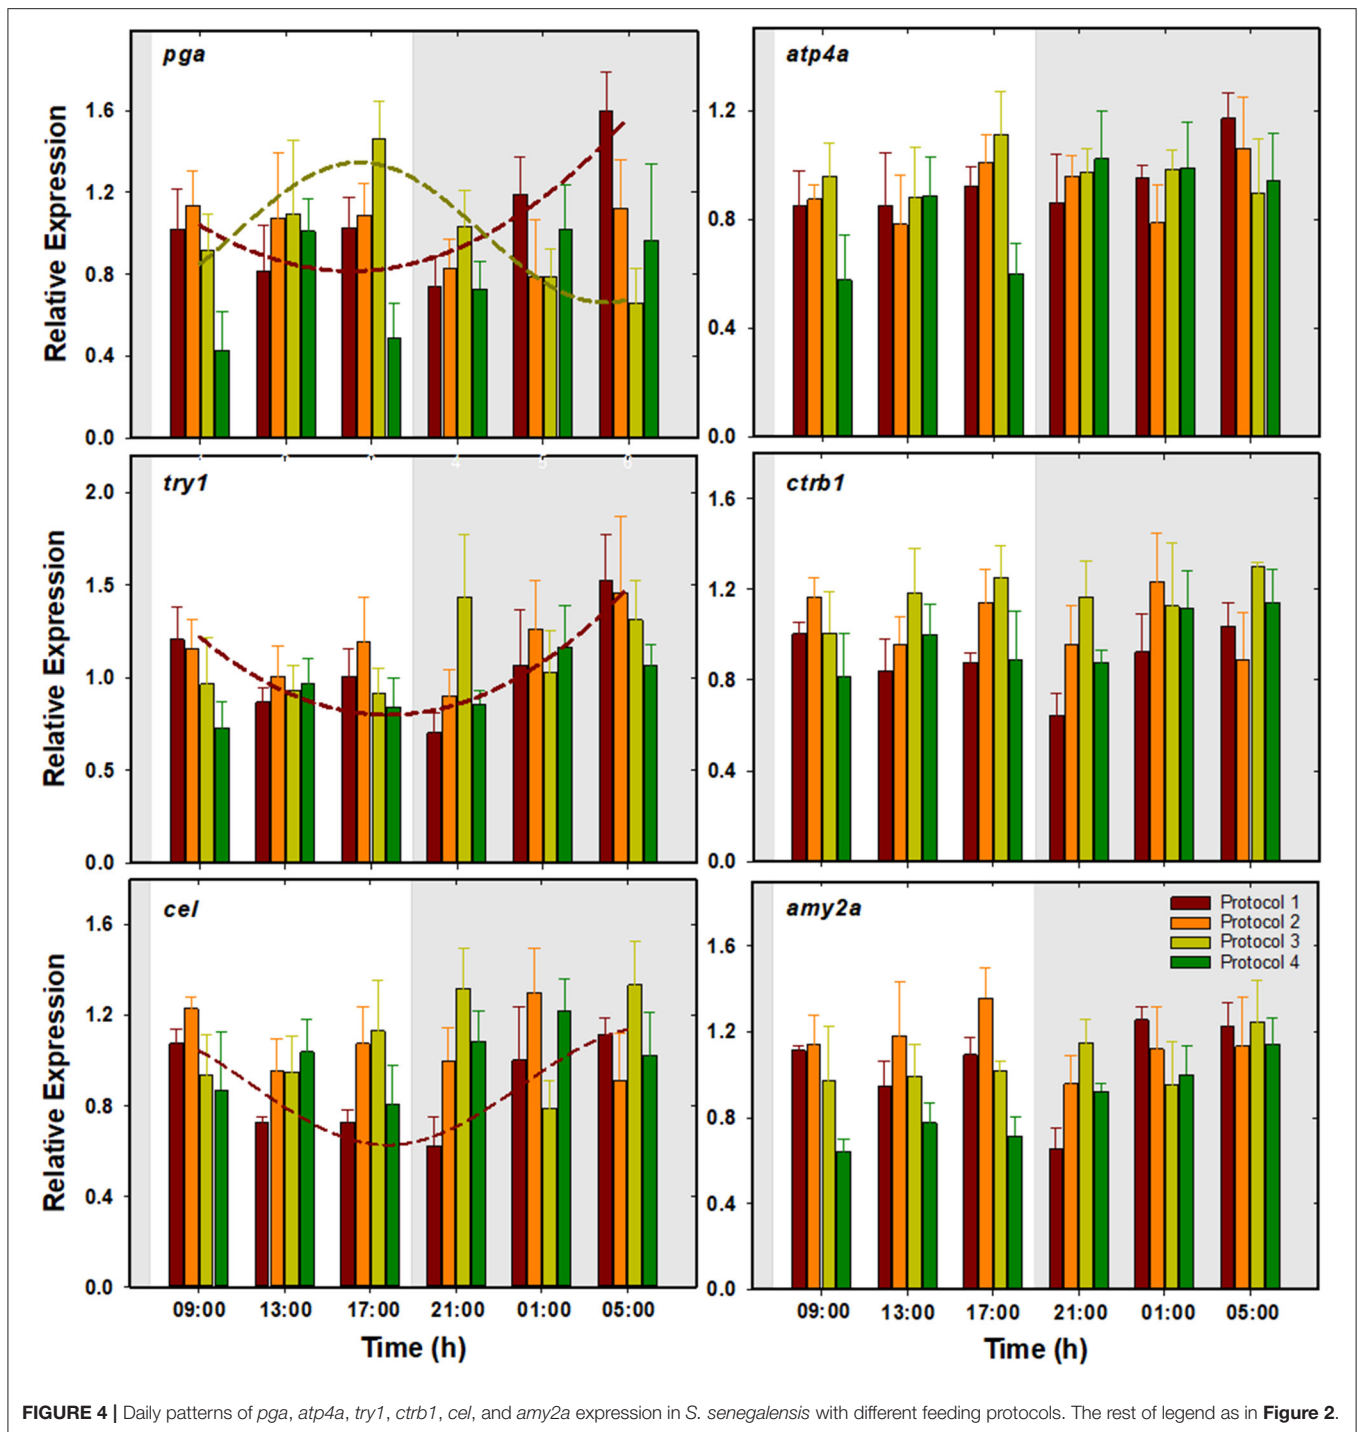 pga
atp4a
Relative Expression
1.6
1.2
0.8
0.4
0.0
1.2
0.8
0.4
0.0
4 5 6
try1
ctrb1
Relative Expression
2.0
1.5
1.0
0.5
0.0
1.6
1.2
0.8
0.4
0.0
cel
amy2a
Protocol 1
Protocol 2
Protocol 3
Protocol 4
Relative Expression
1.6
1.2
0.8
0.4
0.0
1.6
1.2
0.8
0.4
0.0
09:00 13:00 17:00 21:00 01:00 05:00
09:00 13:00 17:00 21:00 01:00 05:00
Time (h)
Time (h)
FIGURE 4 | Daily patterns of pga, atp4a, try1, ctrb1, cel, and amy2a expression in S. senegalensis with different feeding protocols. The rest of legend as in Figure 2.